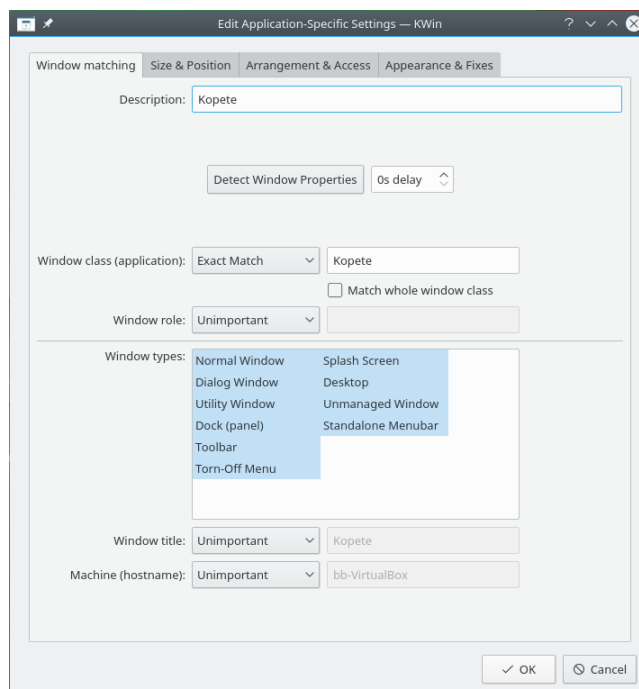 Edit Application-Specific Settings — KWin
Window matching Size & Position Arrangement & Access Appearance & Fixes
Description: Kopete
Detect Window Properties 0s delay
Window class (application): Exact Match Kopete
Match whole window class
Window role: Unimportant
Window types:
Normal Window Splash Screen
Dialog Window Desktop
Utility Window Unmanaged Window
Dock (panel) Standalone Menubar
Toolbar
Torn-Off Menu
Window title: Unimportant Kopete
Machine (hostname): Unimportant bb-VirtualBox
OK Cancel